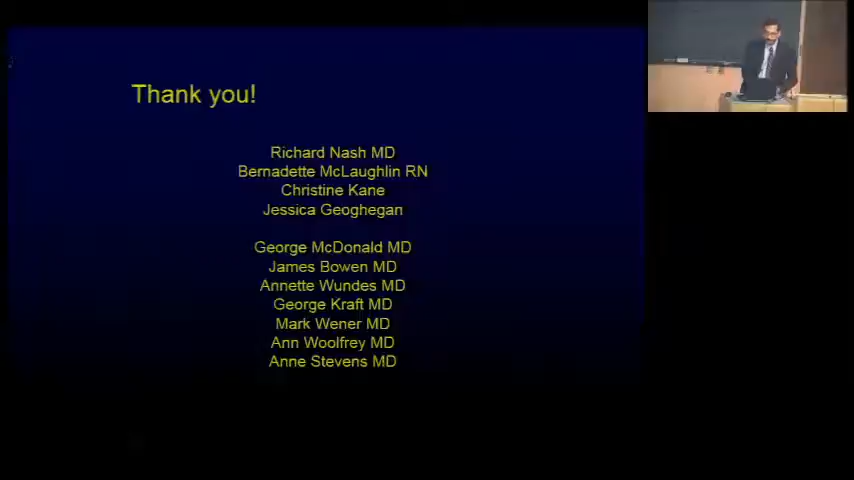 Thank you!
Richard Nash MD
Bernadette McLaughlin RN
Christine Kane
Jessica Geoghegan
George McDonald MD
James Bowen MD
Annette Wundes MD
George Kraft MD
Mark Wener MD
Ann Woolfrey MD
Anne Stevens MD